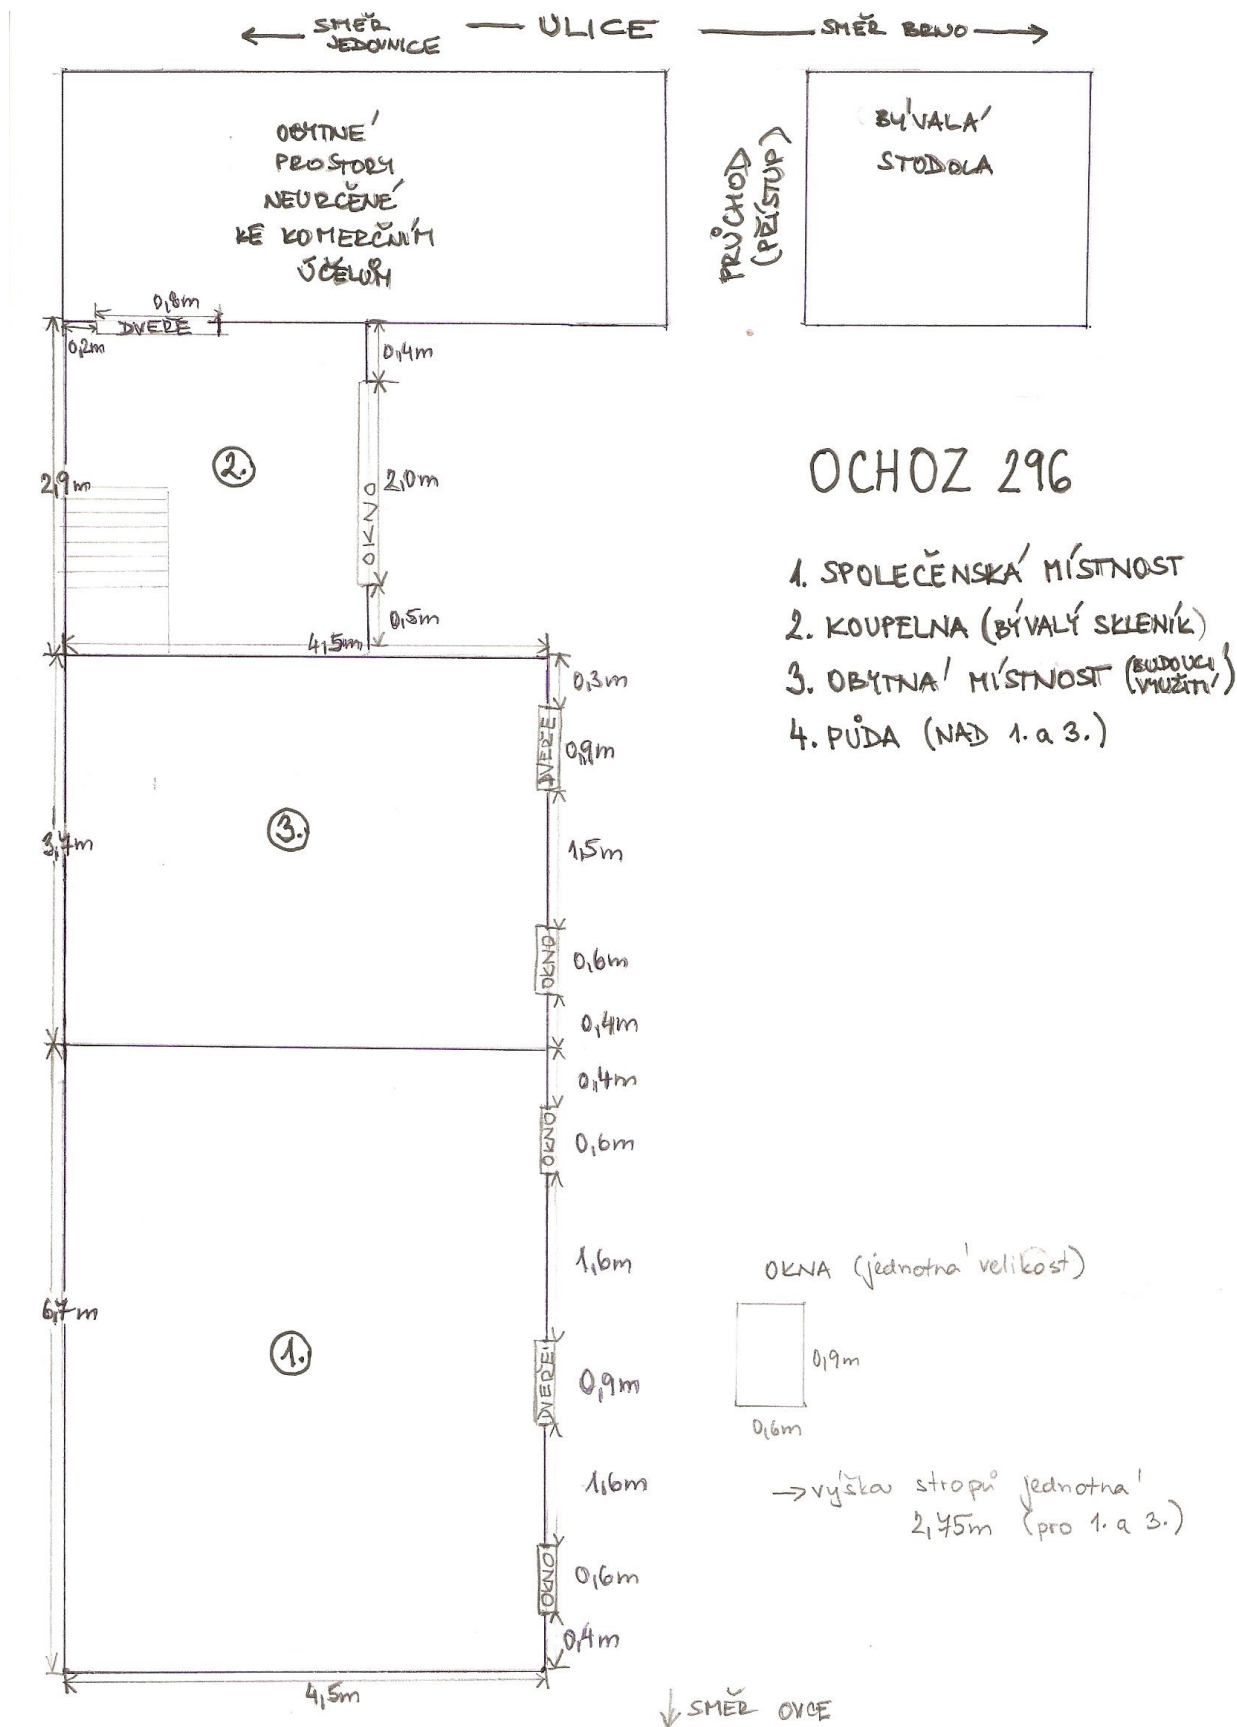 SMĚR JEDOVNICE
ULICE
SMĚR BRNO
OBYTNÉ
PROSTORY
NEURČĚNÉ
KE KOMERČNÍM
ÚČELŮM
PRŮCHOD
(PŘÍSTUP)
BÝVALÁ
STODOLA
0,8m
DVEŘE
0,2m
0,4m
2.
2,9m
OKNO
2,0m
0,5m
4,5m
OCHOZ 296
1. SPOLEČĚNSKÁ MÍSTNOST
2. KOUPELNA (BÝVALÝ SKLENÍK)
3. OBYTNÁ MÍSTNOST (BUDOUCÍ VYUŽITÍ)
4. PŮDA (NAD 1. a 3.)
0,3m
DVEŘE
0,9m
3.
3,7m
1,5m
OKNO
0,6m
0,4m
0,4m
OKNO
0,6m
1,6m
6,7m
1.
DVEŘE
0,9m
1,6m
OKNO
0,6m
0,4m
4,5m
OKNA (jednotná velikost)
0,9m
0,6m
výška stropů jednotná
2,75m (pro 1. a 3.)
SMĚR OVCE